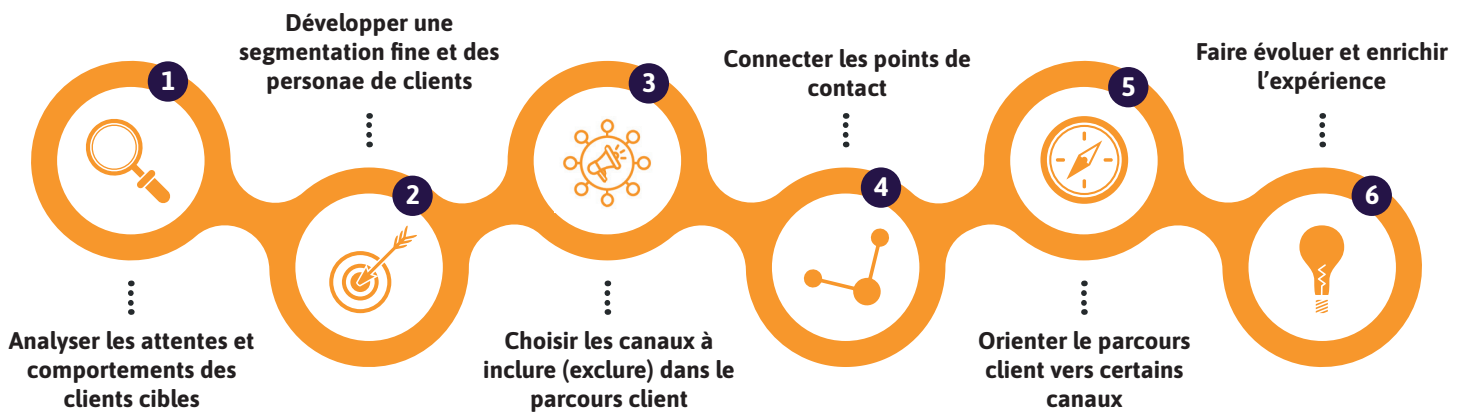 1
Analyser les attentes et
comportements des
clients cibles
Développer une
segmentation fine et des
personae de clients
2
3
Choisir les canaux à
inclure (exclure) dans le
parcours client
Connecter les points de
contact
4
5
Orienter le parcours
client vers certains
canaux
Faire évoluer et enrichir
l’expérience
6